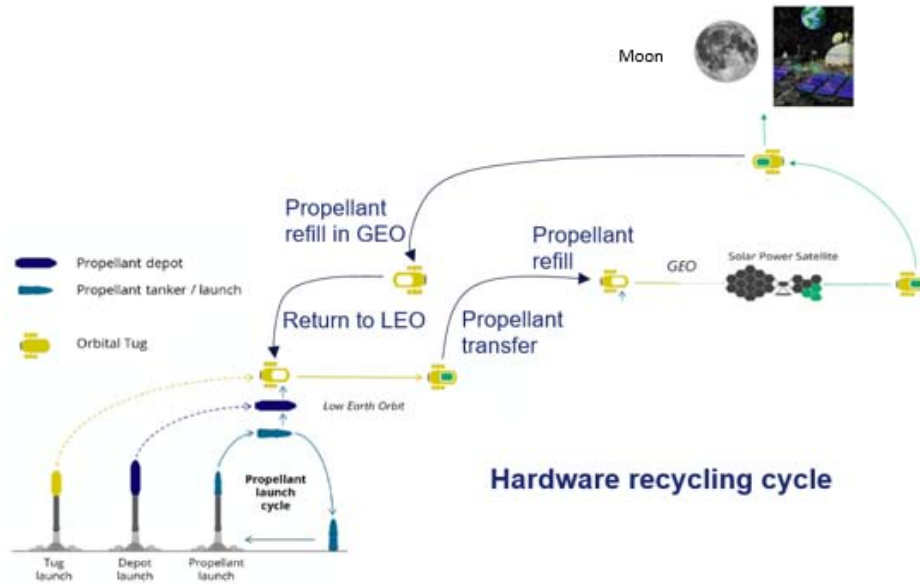 Moon
Propellant
refill in GEO
Propellant
refill
GEO
Solar Power Satellite
Propellant depot
Propellant tanker / launch
Return to LEO
Propellant
transfer
Orbital Tug
Low Earth Orbit
Propellant
launch
cycle
Hardware recycling cycle
Tug
launch
Depot
launch
Propellant
launch